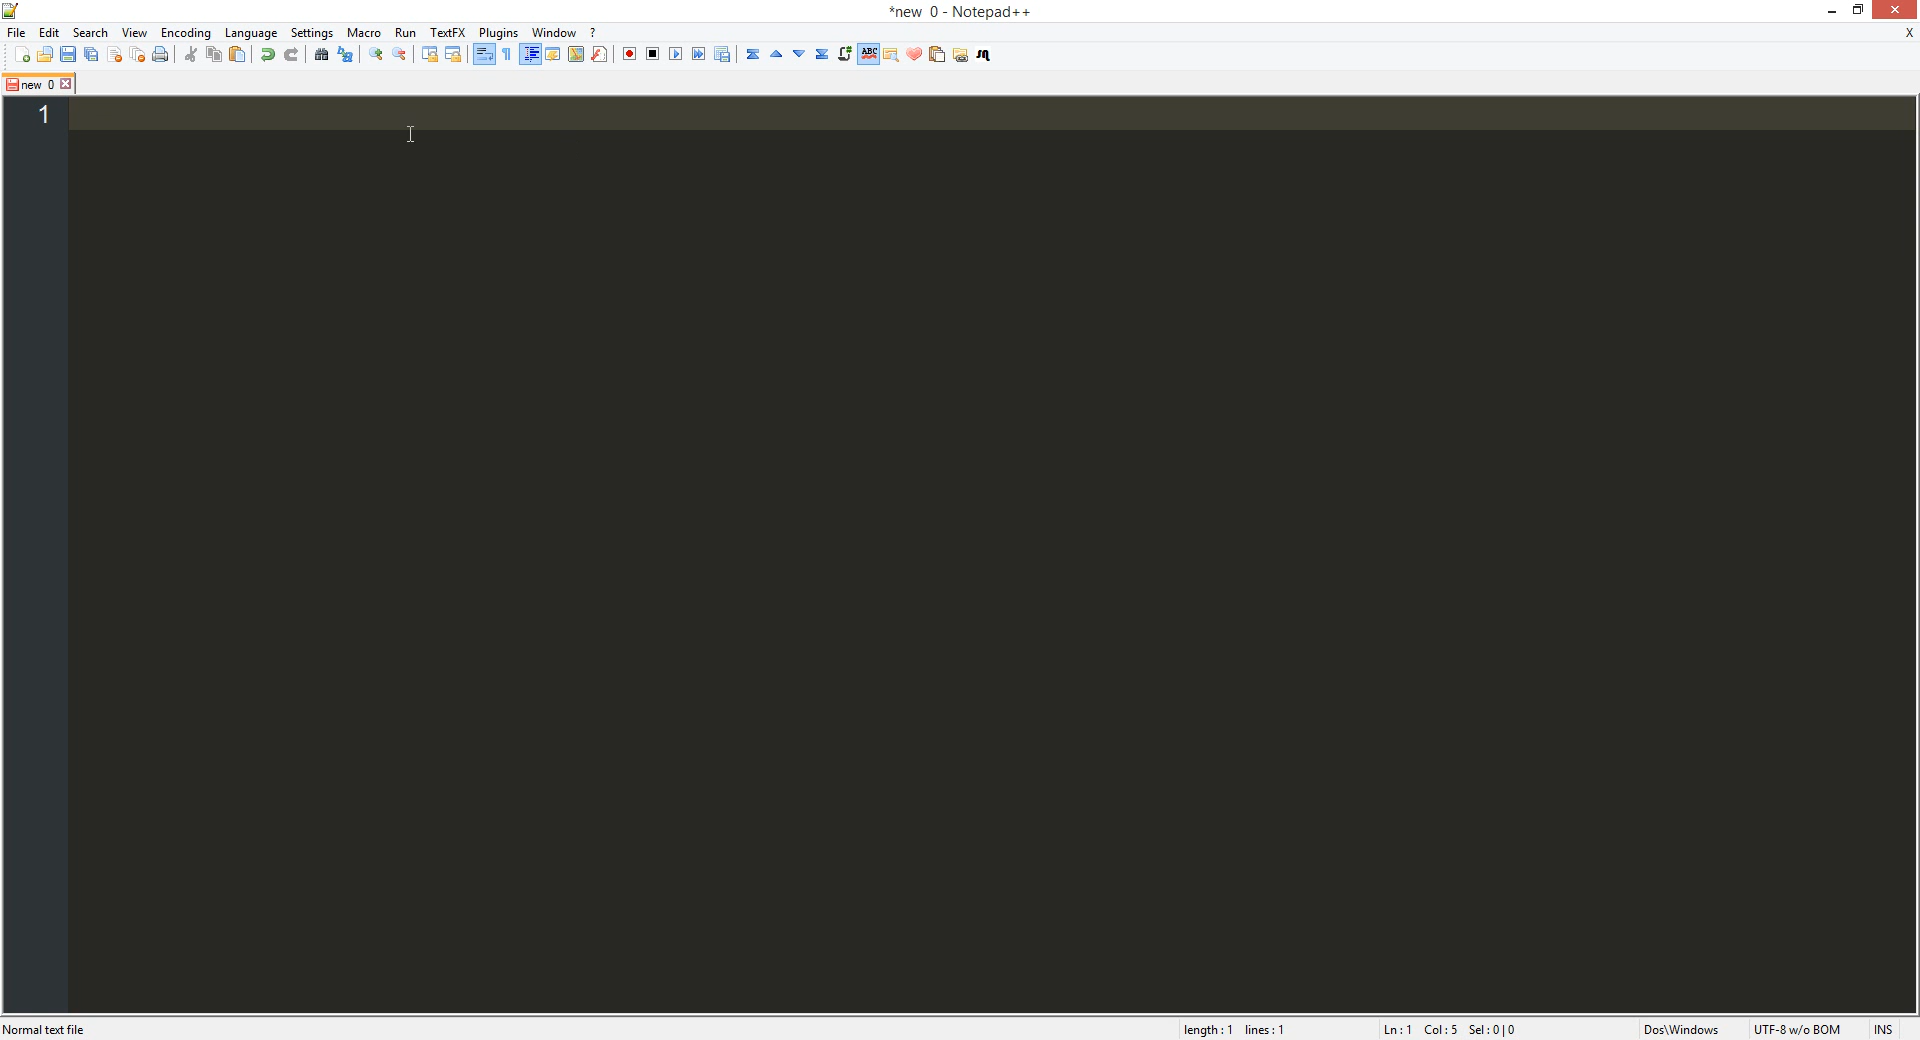 *new 0 - Notepad++
File Edit Search View Encoding Language Settings Macro Run TextFX Plugins Window ? X
ABC
new 0
1
Normal text file length : 1 lines : 1 Ln : 1 Col : 5 Sel : 0 | 0 Dos\Windows UTF-8 w/o BOM INS